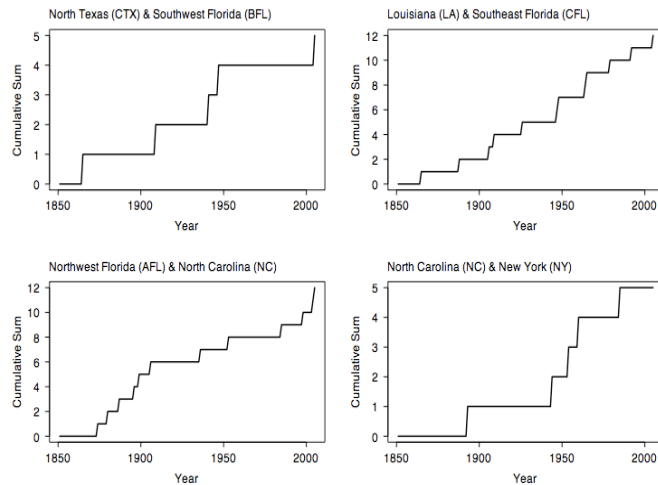 North Texas (CTX) & Southwest Florida (BFL)
Cumulative Sum
5
4
3
2
1
0
1850 1900 1950 2000
Year
Louisiana (LA) & Southeast Florida (CFL)
Cumulative Sum
12
10
8
6
4
2
0
1850 1900 1950 2000
Year
Northwest Florida (AFL) & North Carolina (NC)
Cumulative Sum
12
10
8
6
4
2
0
1850 1900 1950 2000
Year
North Carolina (NC) & New York (NY)
Cumulative Sum
5
4
3
2
1
0
1850 1900 1950 2000
Year